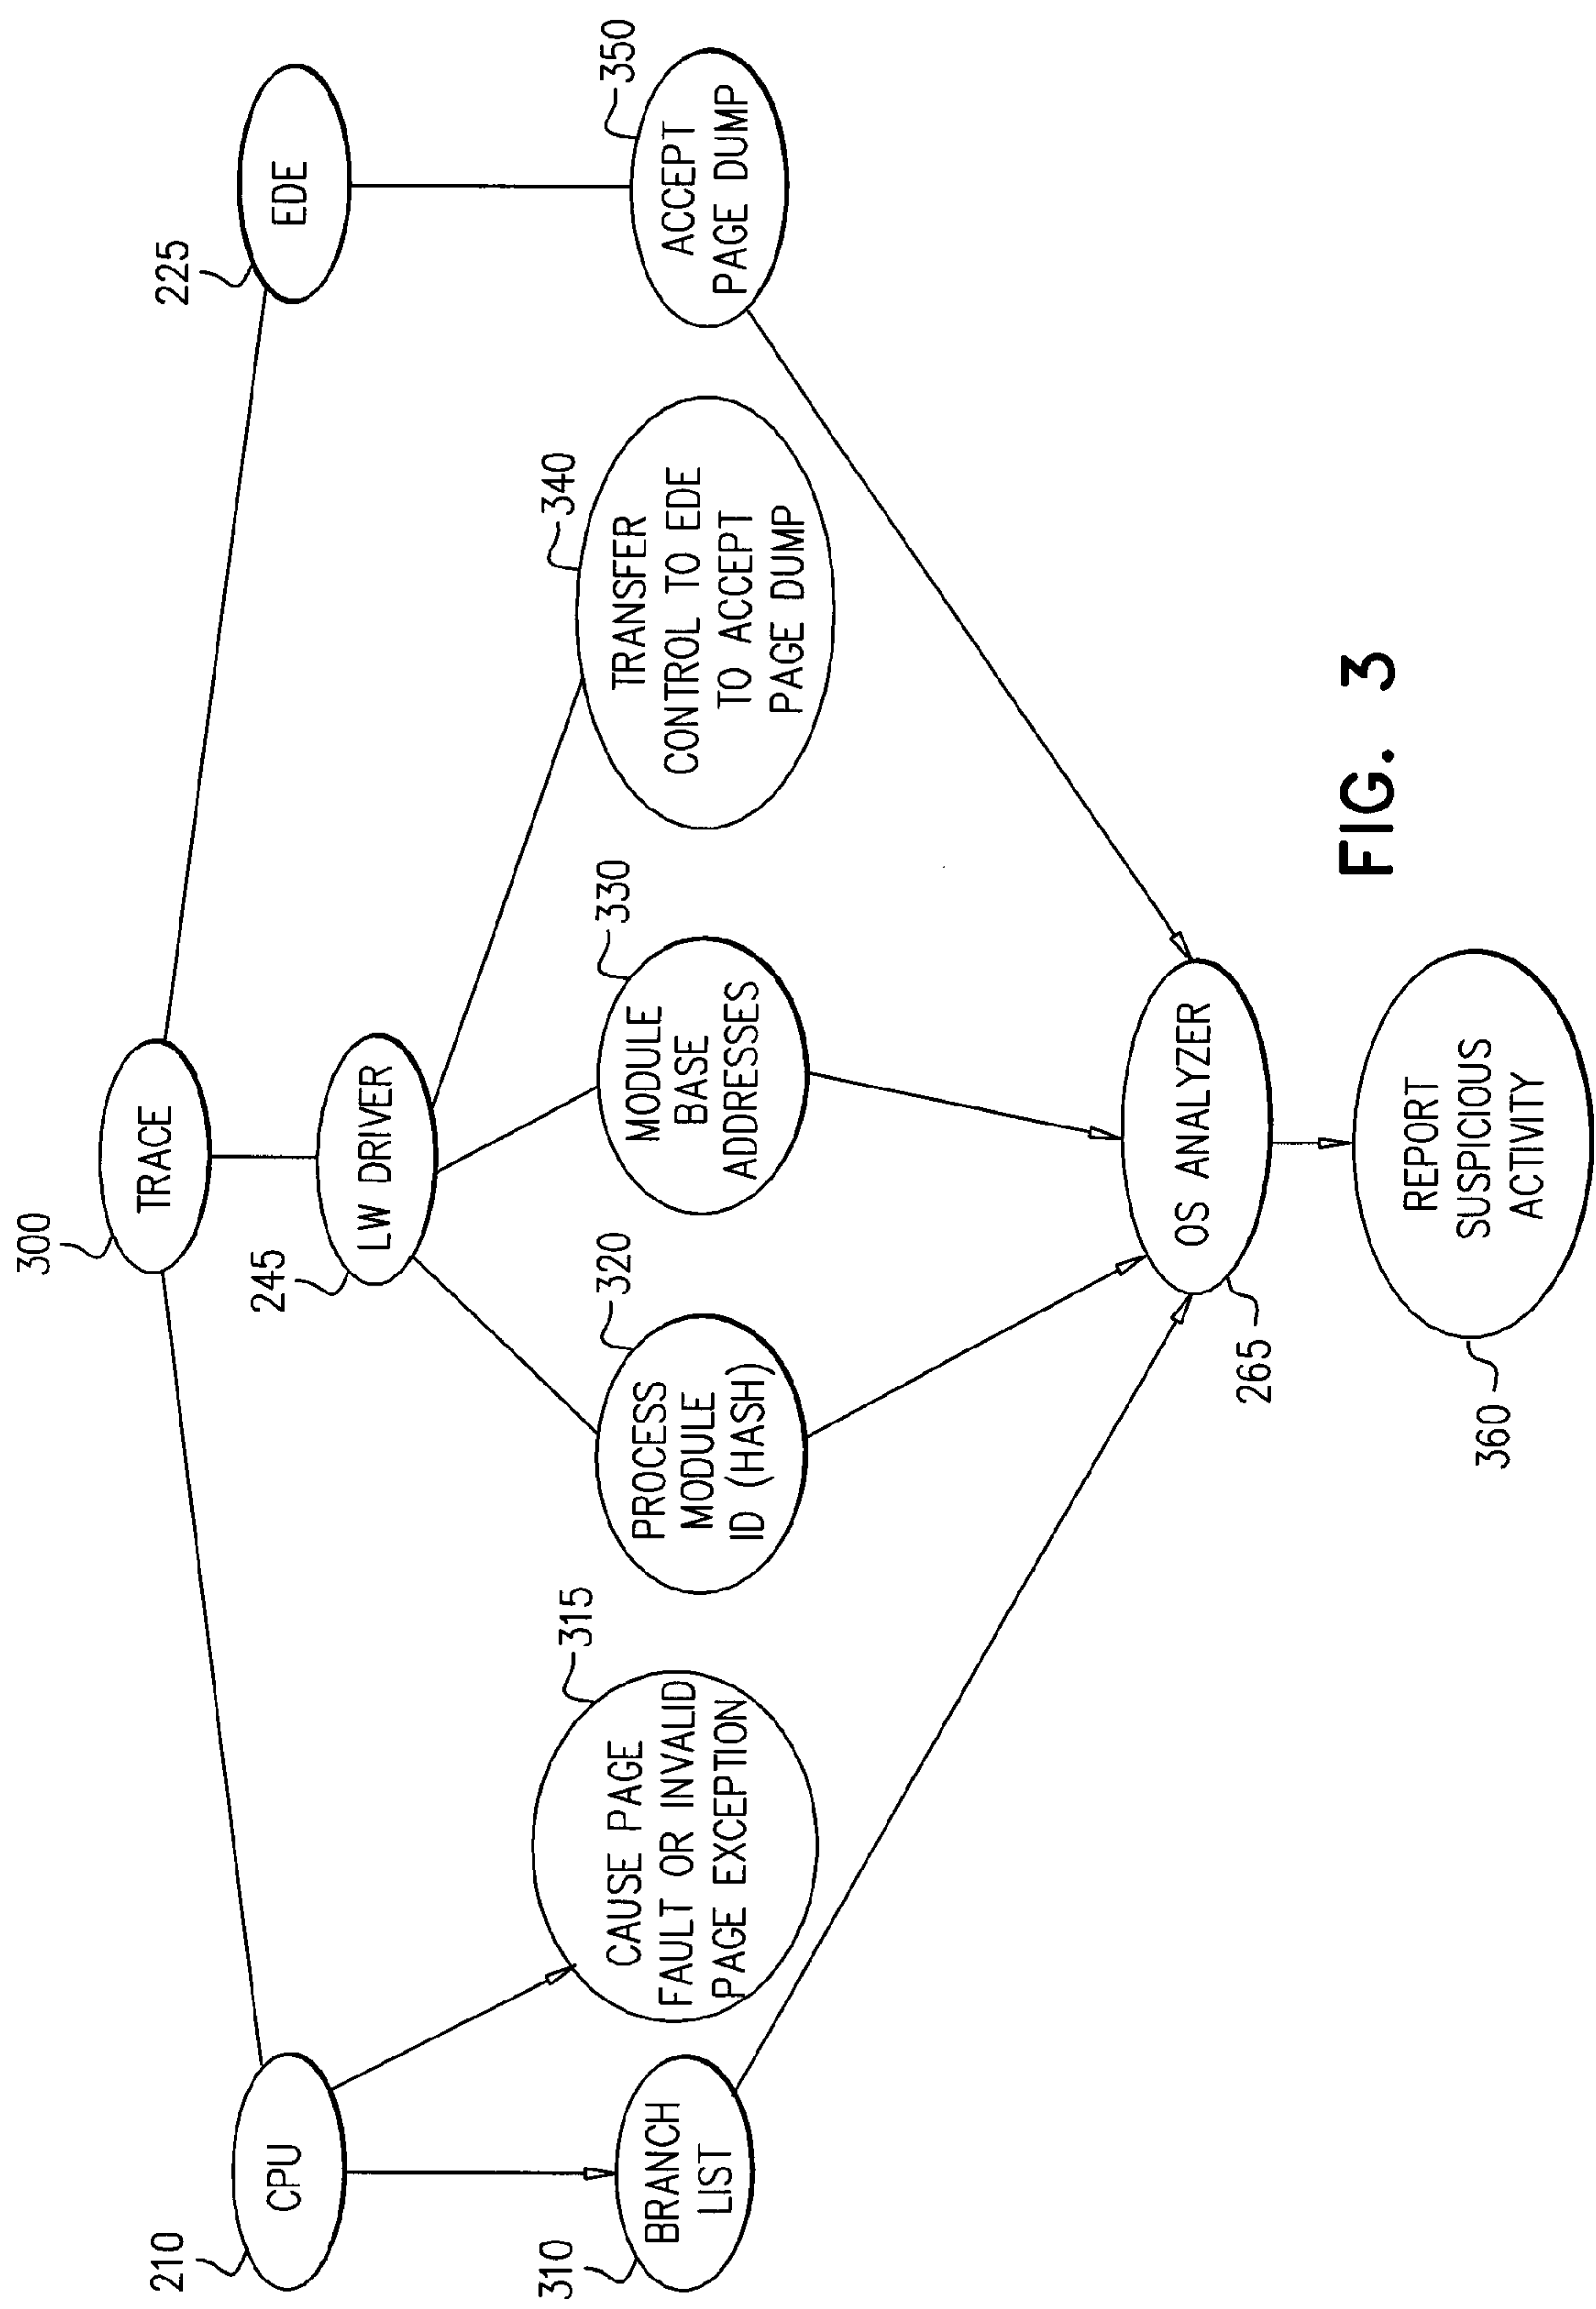 300
TRACE
210
CPU
225
EDE
245
LW DRIVER
310
BRANCH
LIST
315
CAUSE PAGE
FAULT OR INVALID
PAGE EXCEPTION
320
PROCESS
MODULE
ID (HASH)
330
MODULE
BASE
ADDRESSES
340
TRANSFER
CONTROL TO EDE
TO ACCEPT
PAGE DUMP
350
ACCEPT
PAGE DUMP
265
OS ANALYZER
360
REPORT
SUSPICIOUS
ACTIVITY
FIG. 3